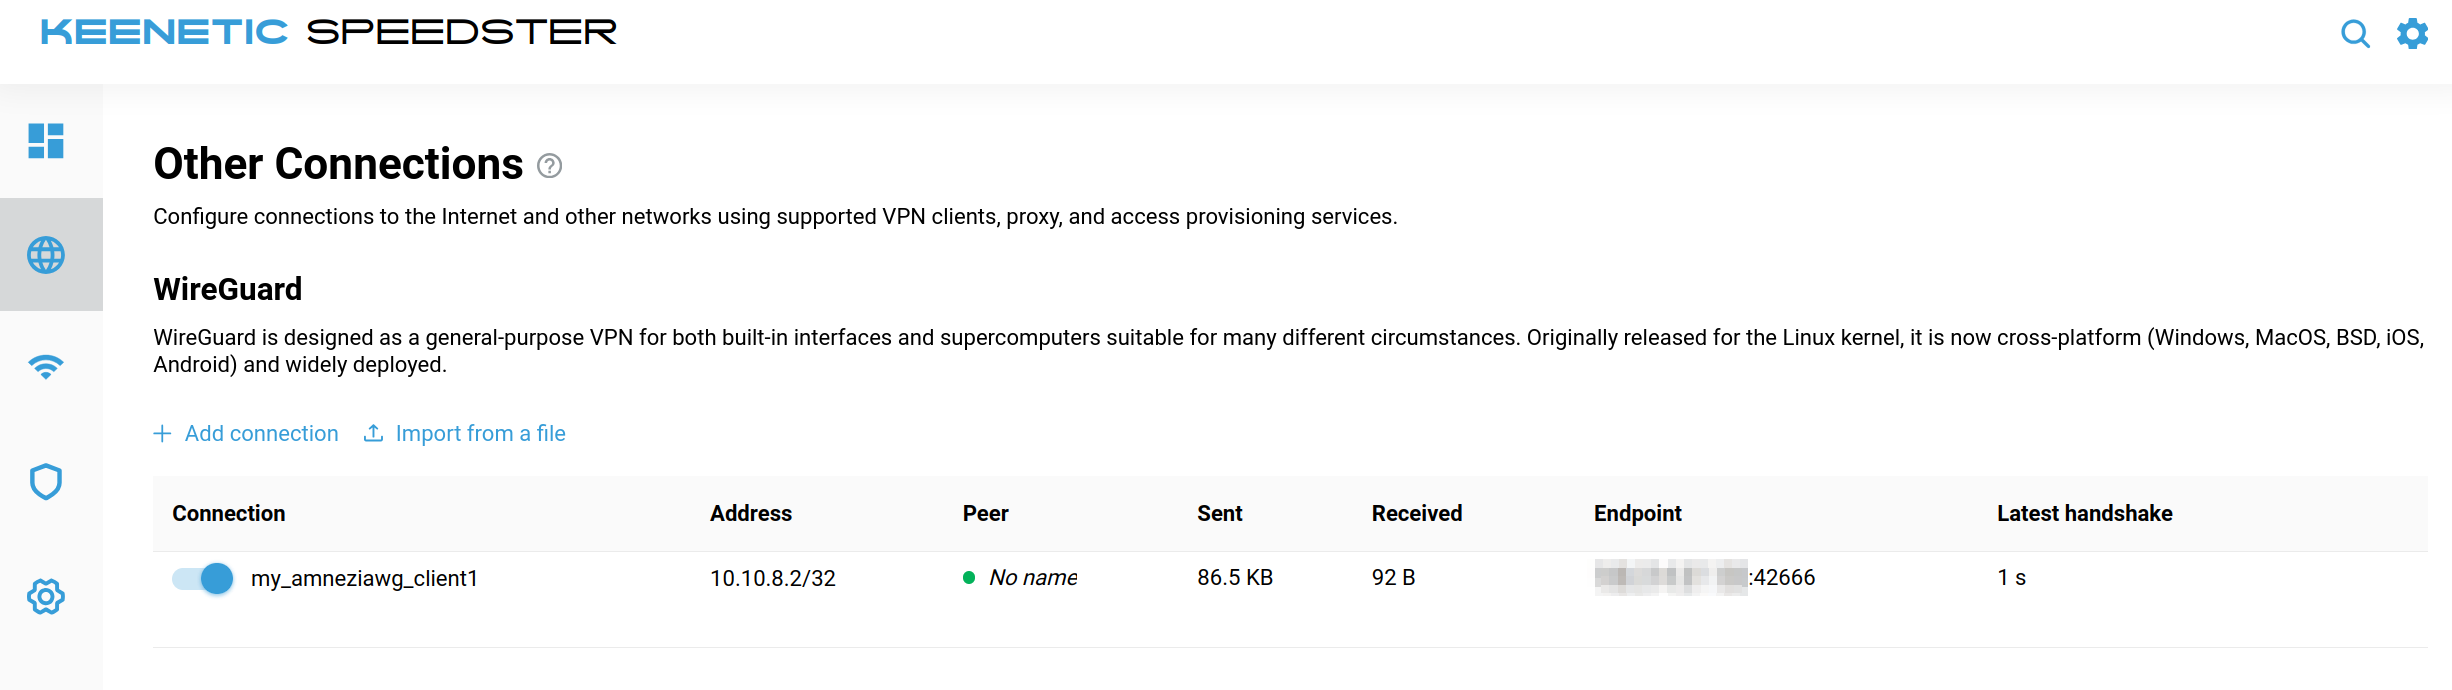 KEENETIC SPEEDSTER
Other Connections
Configure connections to the Internet and other networks using supported VPN clients, proxy, and access provisioning services.
WireGuard
WireGuard is designed as a general-purpose VPN for both built-in interfaces and supercomputers suitable for many different circumstances. Originally released for the Linux kernel, it is now cross-platform (Windows, MacOS, BSD, iOS,
Android) and widely deployed.
Add connection Import from a file
Connection Address Peer Sent Received Endpoint Latest handshake
my_amneziawg_client1 10.10.8.2/32 No name 86.5 KB 92 B :42666 1 s